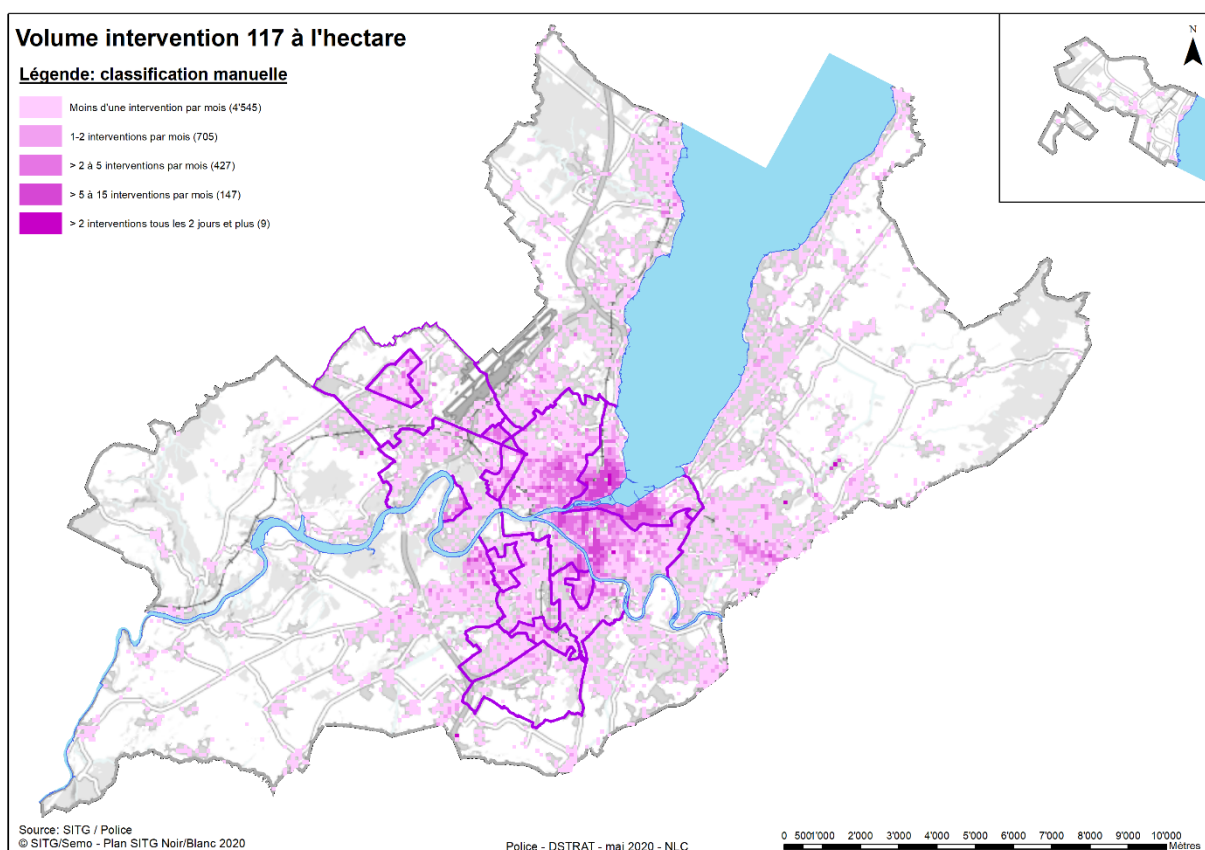 Volume intervention 117 à l'hectare
Légende: classification manuelle
Moins d'une intervention par mois (4'545)
1-2 interventions par mois (705)
> 2 à 5 interventions par mois (427)
> 5 à 15 interventions par mois (147)
> 2 interventions tous les 2 jours et plus (9)
N
Source: SITG / Police
© SITG/Semo - Plan SITG Noir/Blanc 2020
Police - DSTRAT - mai 2020 - NLC
0 500 1'000 2'000 3'000 4'000 5'000 6'000 7'000 8'000 9'000 10'000
Mètres